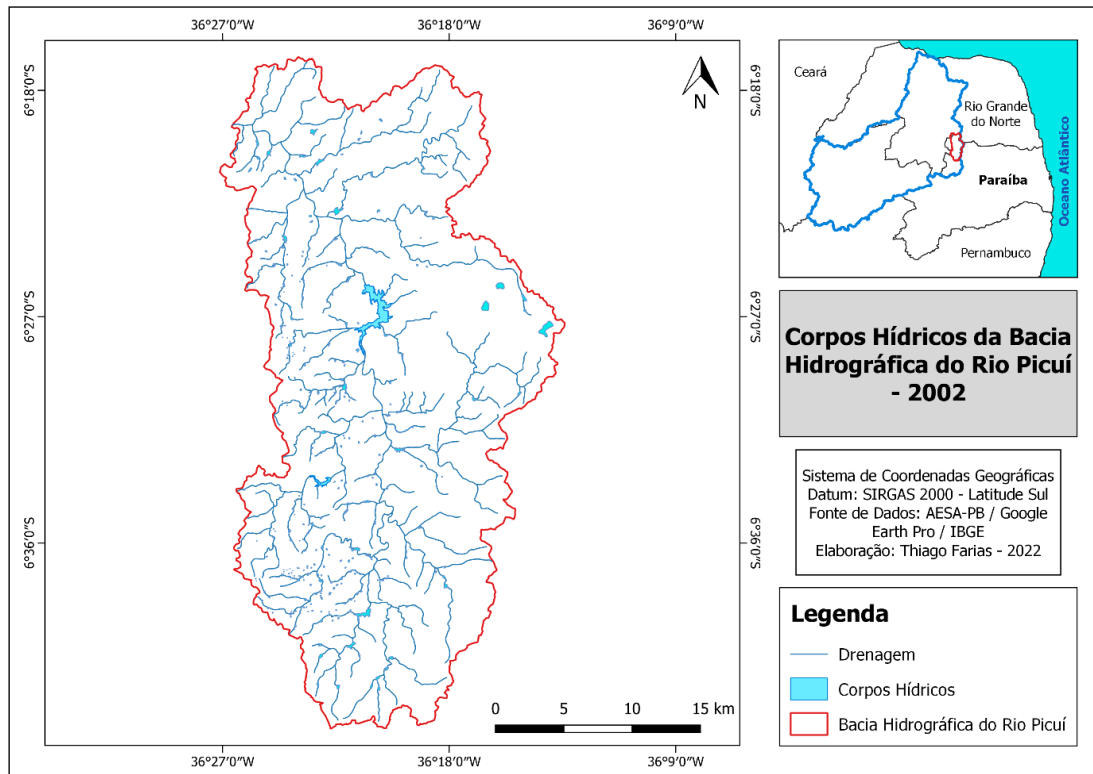 36°27'0"W
36°18'0"W
36°9'0"W
6°18'0"S
6°27'0"S
6°36'0"S
6°18'0"S
6°27'0"S
6°36'0"S
N
0 5 10 15 km
36°27'0"W
36°18'0"W
36°9'0"W
Ceará
Rio Grande
do Norte
Paraíba
Pernambuco
Oceano Atlântico
Corpos Hídricos da Bacia
Hidrográfica do Rio Picuí
- 2002
Sistema de Coordenadas Geográficas
Datum: SIRGAS 2000 - Latitude Sul
Fonte de Dados: AESA-PB / Google
Earth Pro / IBGE
Elaboração: Thiago Farias - 2022
Legenda
Drenagem
Corpos Hídricos
Bacia Hidrográfica do Rio Picuí